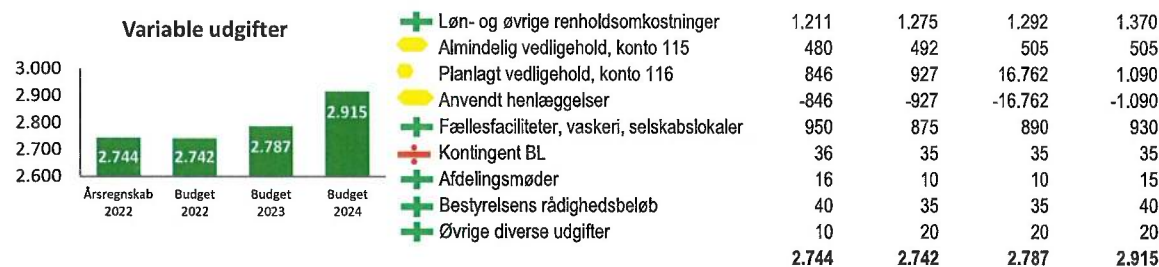 Variable udgifter
3.000
2.900
2.800
2.700
2.600
2.744
2.742
2.787
2.915
Årsregnskab 2022
Budget 2022
Budget 2023
Budget 2024
Løn- og øvrige renholdsomkostninger 1.211 1.275 1.292 1.370
Almindelig vedligehold, konto 115 480 492 505 505
Planlagt vedligehold, konto 116 846 927 16.762 1.090
Anvendt henlæggelser -846 -927 -16.762 -1.090
Fællesfaciliteter, vaskeri, selskabslokaler 950 875 890 930
Kontingent BL 36 35 35 35
Afdelingsmøder 16 10 10 15
Bestyrelsens rådighedsbeløb 40 35 35 40
Øvrige diverse udgifter 10 20 20 20
2.744 2.742 2.787 2.915